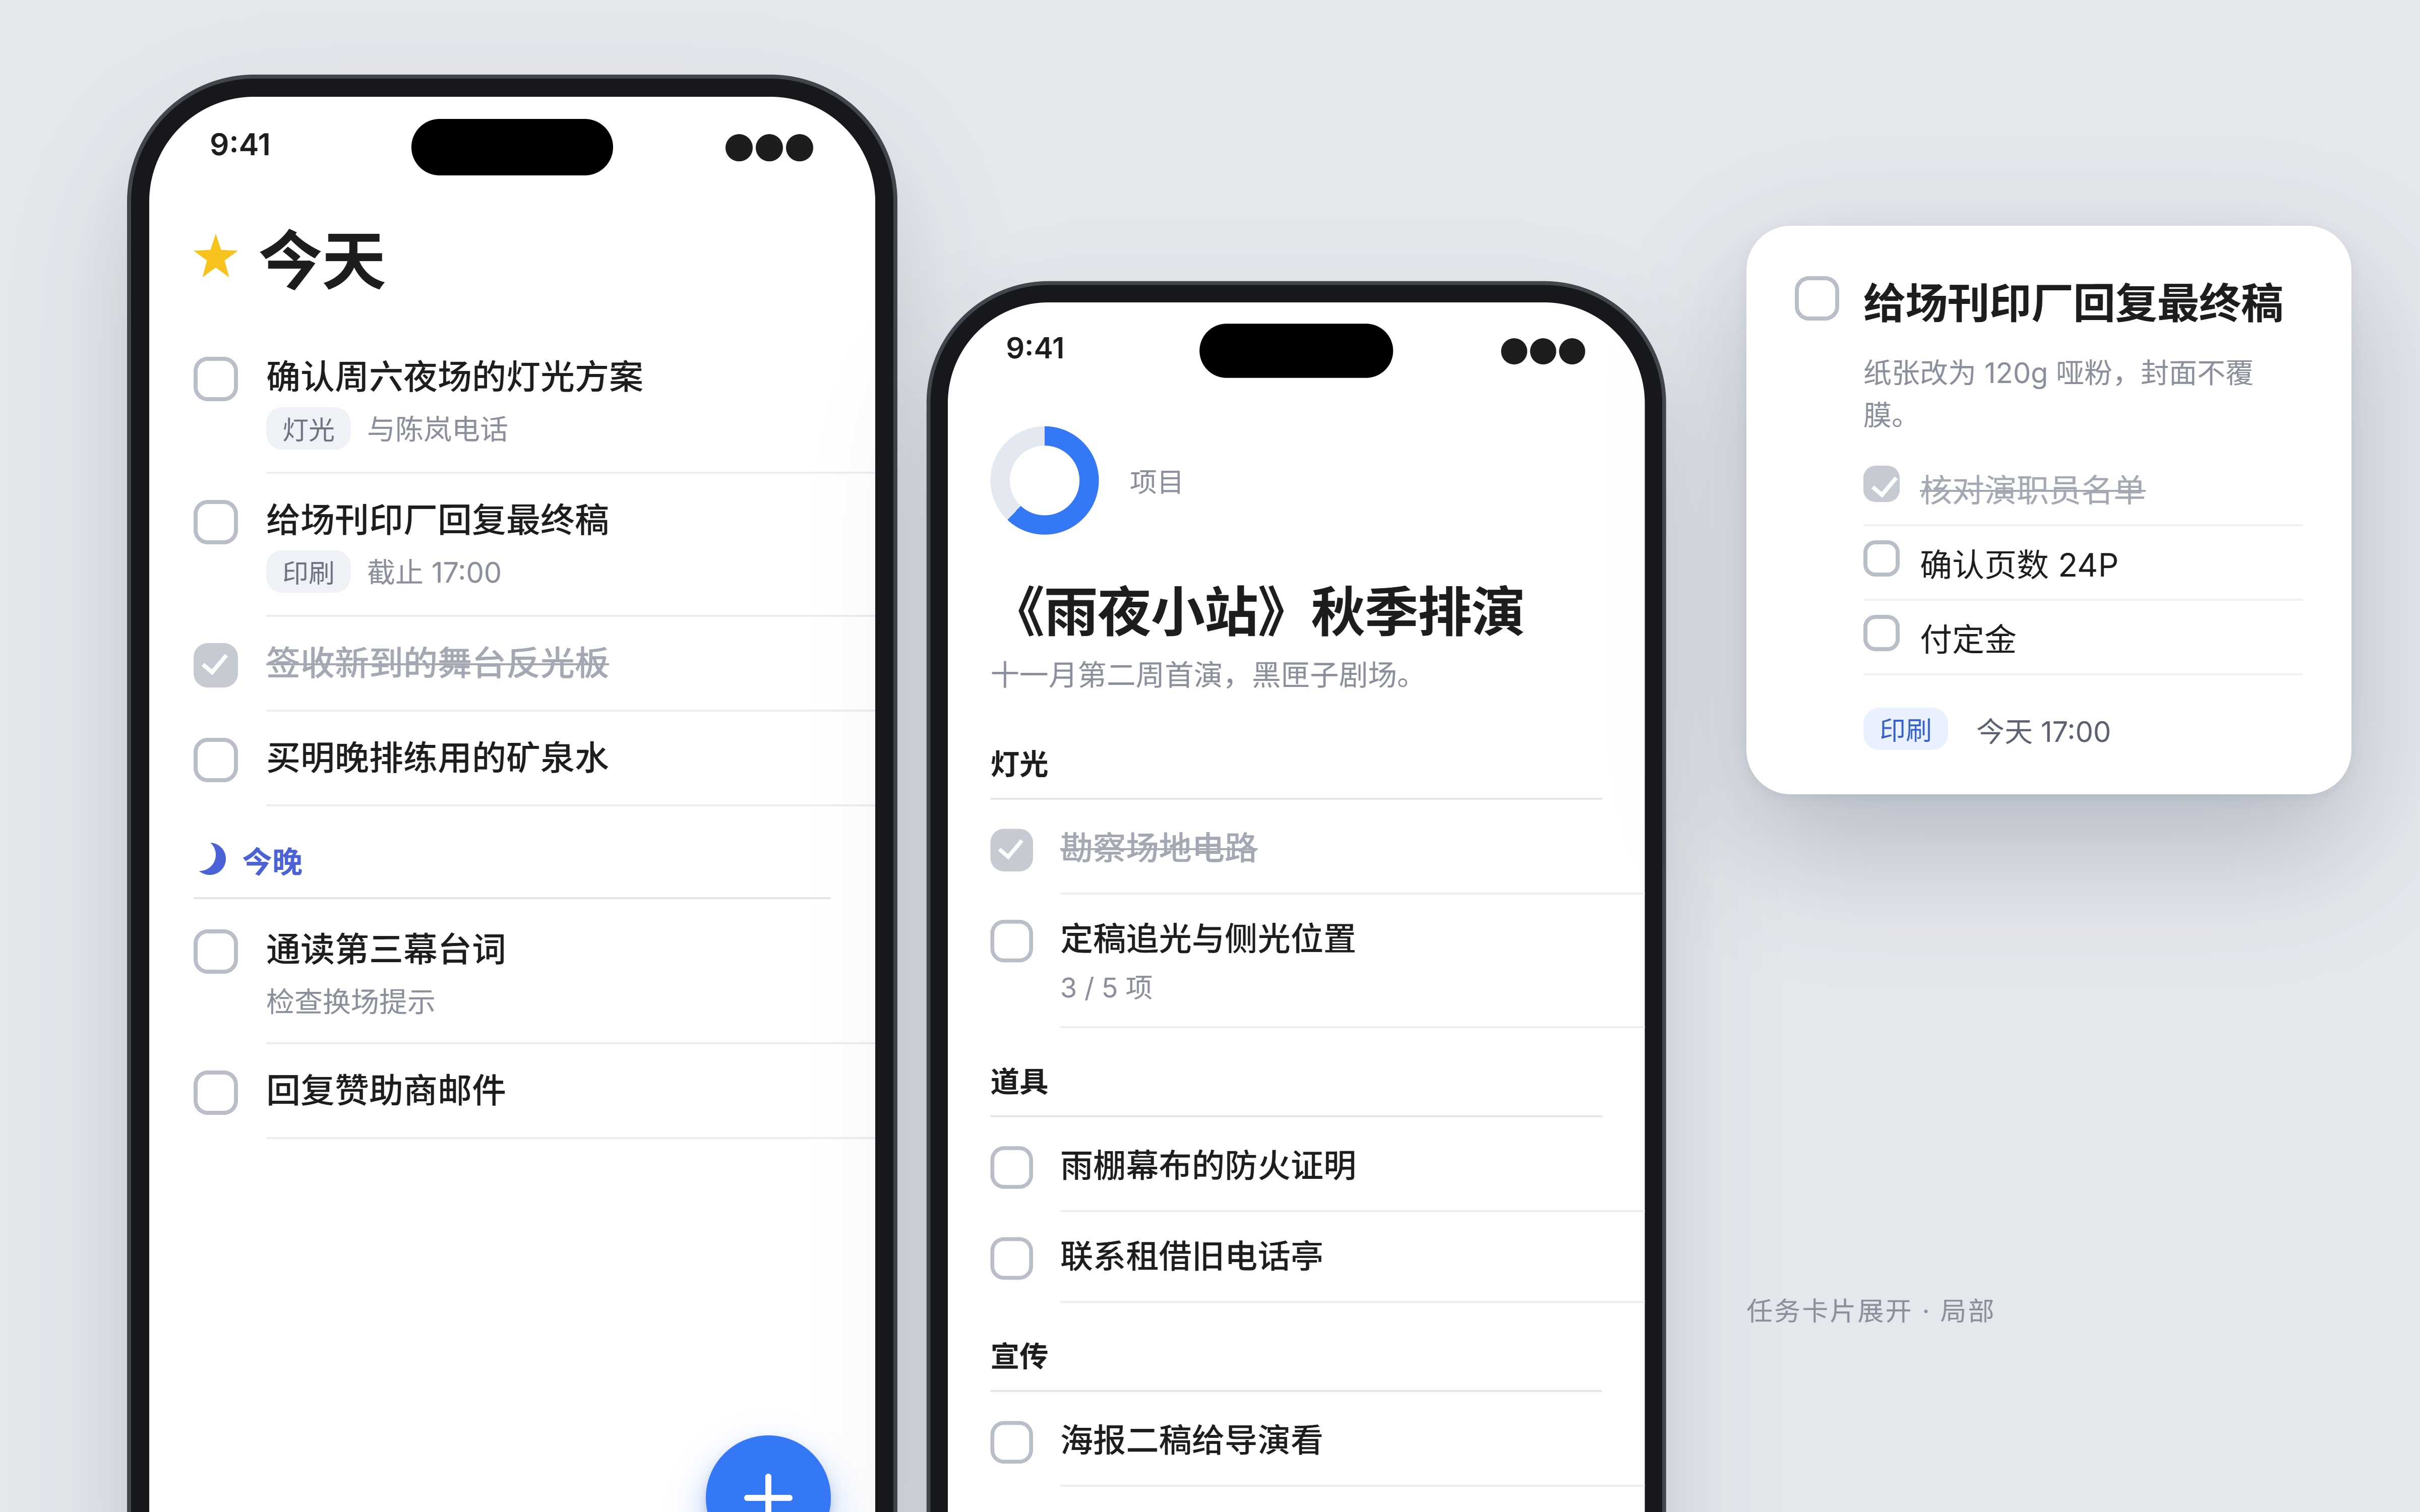 9:41
今天
确认周六夜场的灯光方案
灯光 与陈岚电话
给场刊印厂回复最终稿
印刷 截止 17:00
签收新到的舞台反光板
买明晚排练用的矿泉水
今晚
通读第三幕台词
检查换场提示
回复赞助商邮件
9:41
项目
《雨夜小站》秋季排演
十一月第二周首演，黑匣子剧场。
灯光
勘察场地电路
定稿追光与侧光位置
3 / 5 项
道具
雨棚幕布的防火证明
联系租借旧电话亭
宣传
海报二稿给导演看
给场刊印厂回复最终稿
纸张改为 120g 哑粉，封面不覆
膜。
核对演职员名单
确认页数 24P
付定金
印刷 今天 17:00
任务卡片展开 · 局部